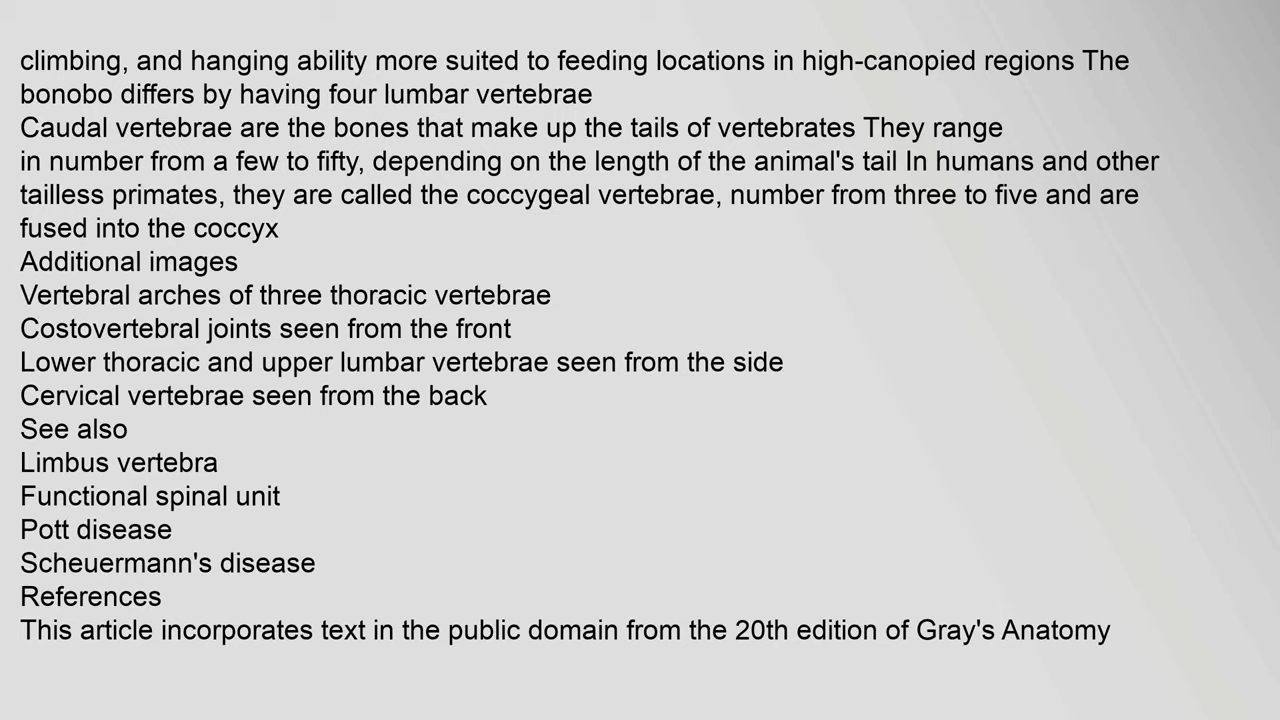 climbing, and hanging ability more suited to feeding locations in high-canopied regions The
bonobo differs by having four lumbar vertebrae
Caudal vertebrae are the bones that make up the tails of vertebrates They range
in number from a few to fifty, depending on the length of the animal's tail In humans and other
tailless primates, they are called the coccygeal vertebrae, number from three to five and are
fused into the coccyx
Additional images
Vertebral arches of three thoracic vertebrae
Costovertebral joints seen from the front
Lower thoracic and upper lumbar vertebrae seen from the side
Cervical vertebrae seen from the back
See also
Limbus vertebra
Functional spinal unit
Pott disease
Scheuermann's disease
References
This article incorporates text in the public domain from the 20th edition of Gray's Anatomy